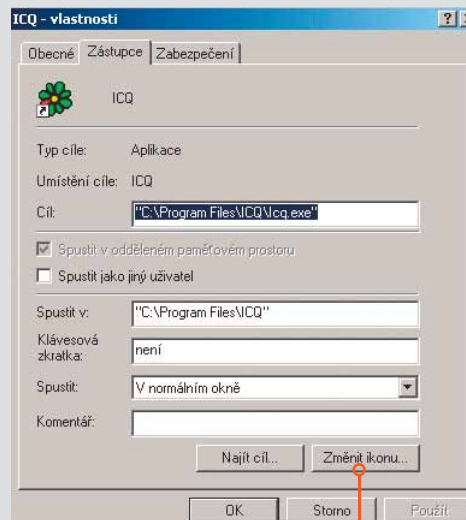 ICQ - vlastnosti
Obecné Zástupce Zabezpečení
ICQ
Typ cíle: Aplikace
Umístění cíle: ICQ
Cíl: "C:\Program Files\ICQ\Icq.exe"
Spustit v odděleném paměťovém prostoru
Spustit jako jiný uživatel
Spustit v: "C:\Program Files\ICQ"
Klávesová
zkratka: není
Spustit: V normálním okně
Komentář:
Najít cíl... Změnit ikonu...
OK Storno Použít